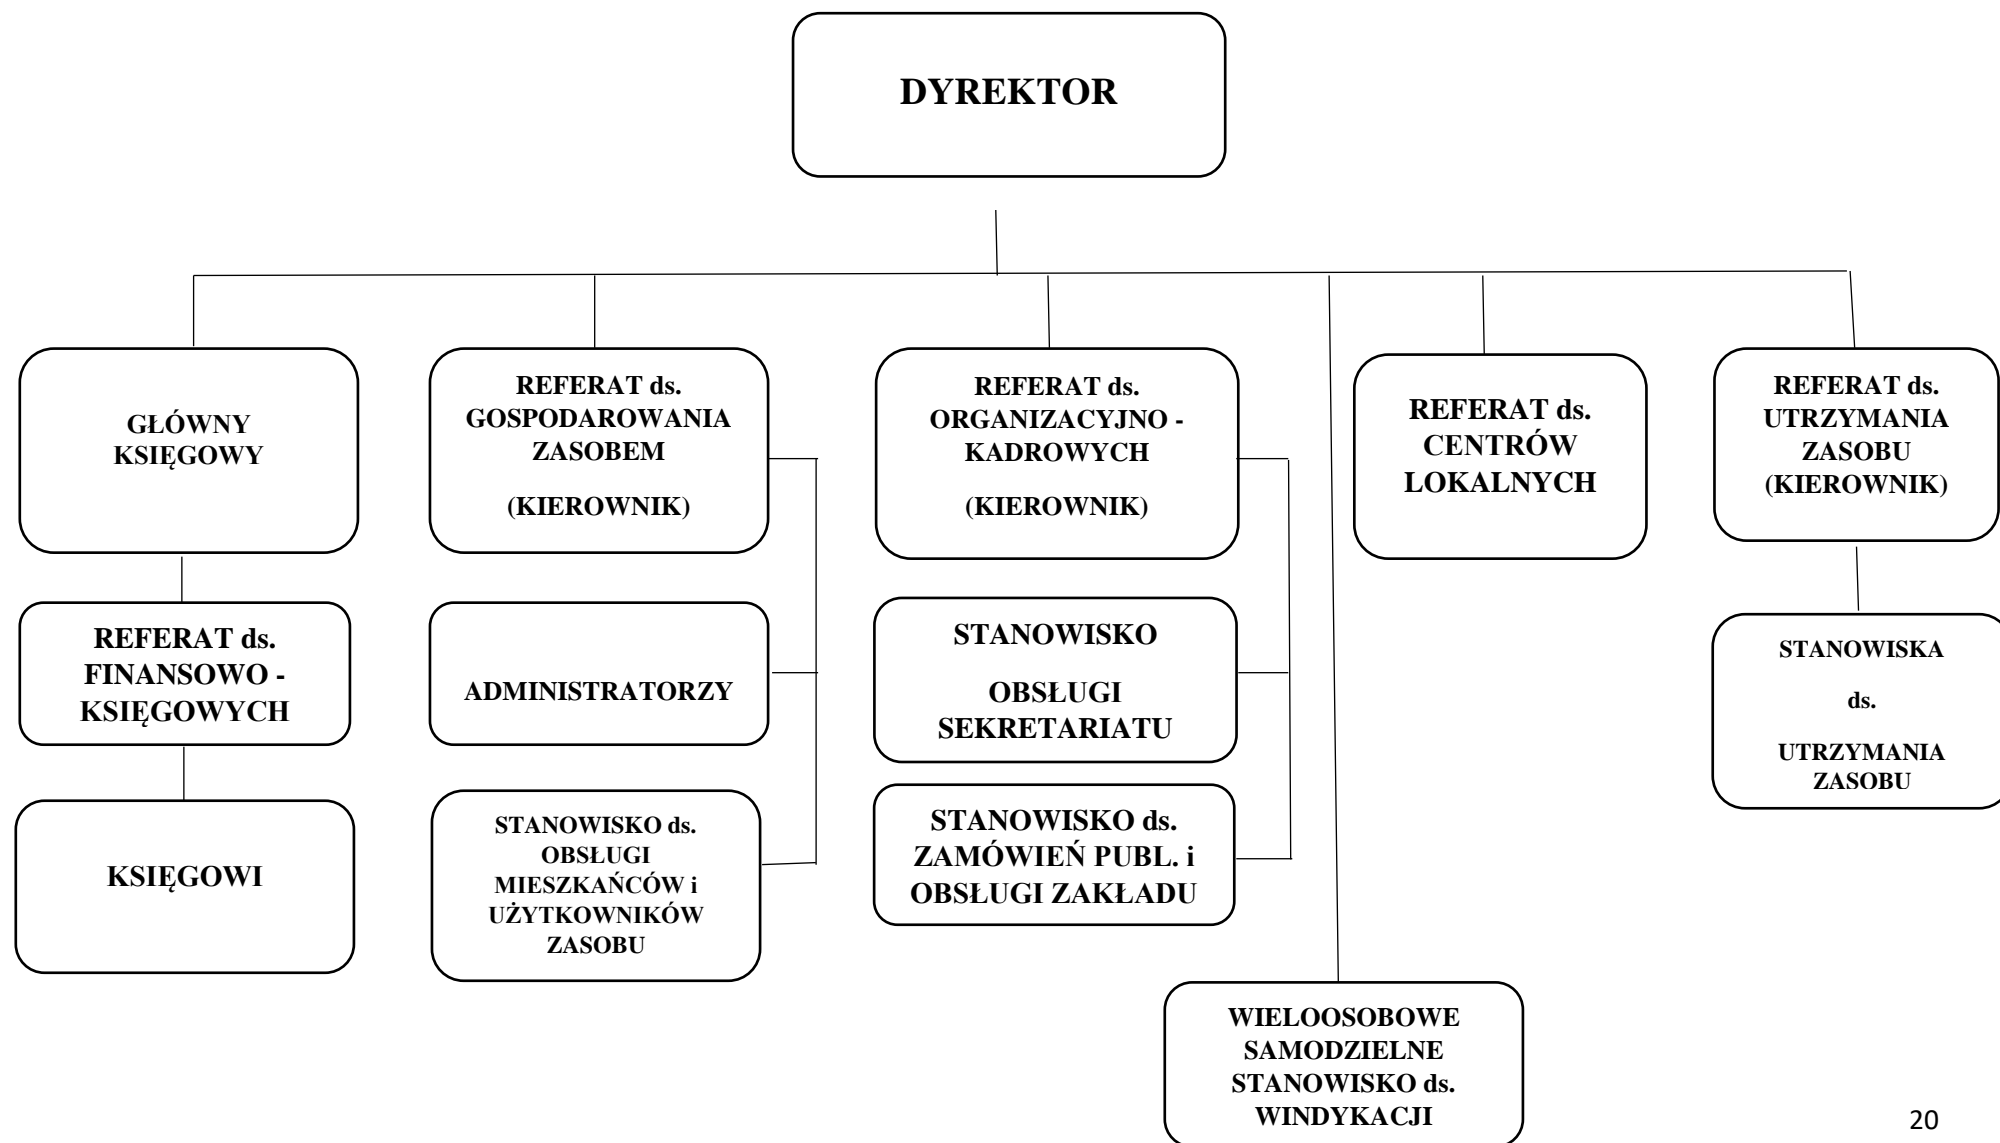 DYREKTOR
GŁÓWNY
KSIĘGOWY
REFERAT ds.
GOSPODAROWANIA
ZASOBEM
(KIEROWNIK)
REFERAT ds.
ORGANIZACYJNO -
KADROWYCH
(KIEROWNIK)
REFERAT ds.
CENTRÓW
LOKALNYCH
REFERAT ds.
UTRZYMANIA
ZASOBU
(KIEROWNIK)
REFERAT ds.
FINANSOWO -
KSIĘGOWYCH
ADMINISTRATORZY
STANOWISKO
OBSŁUGI
SEKRETARIATU
STANOWISKA
ds.
UTRZYMANIA
ZASOBU
KSIĘGOWI
STANOWISKO ds.
OBSŁUGI
MIESZKAŃCÓW i
UŻYTKOWNIKÓW
ZASOBU
STANOWISKO ds.
ZAMÓWIEŃ PUBL. i
OBSŁUGI ZAKŁADU
WIELOOSOBOWE
SAMODZIELNE
STANOWISKO ds.
WINDYKACJI
20